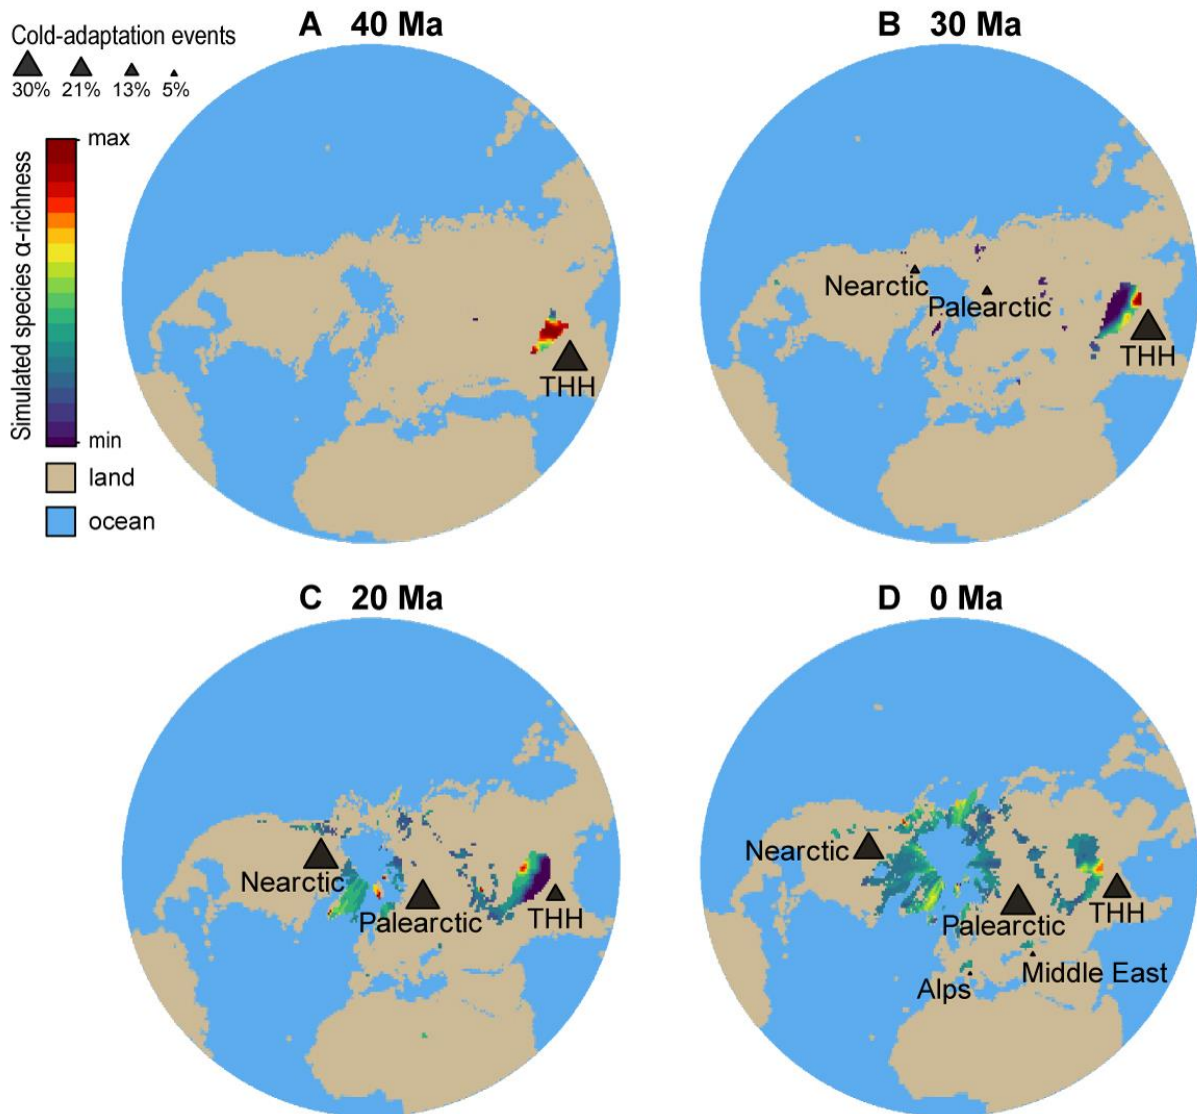 A 40 Ma
B 30 Ma
Cold-adaptation events
30% 21% 13% 5%
max
Simulated species α-richness
min
land
ocean
THH
Nearctic
Palearctic
THH
C 20 Ma
D 0 Ma
Nearctic
Palearctic
THH
Nearctic
Palearctic
THH
Alps
Middle East